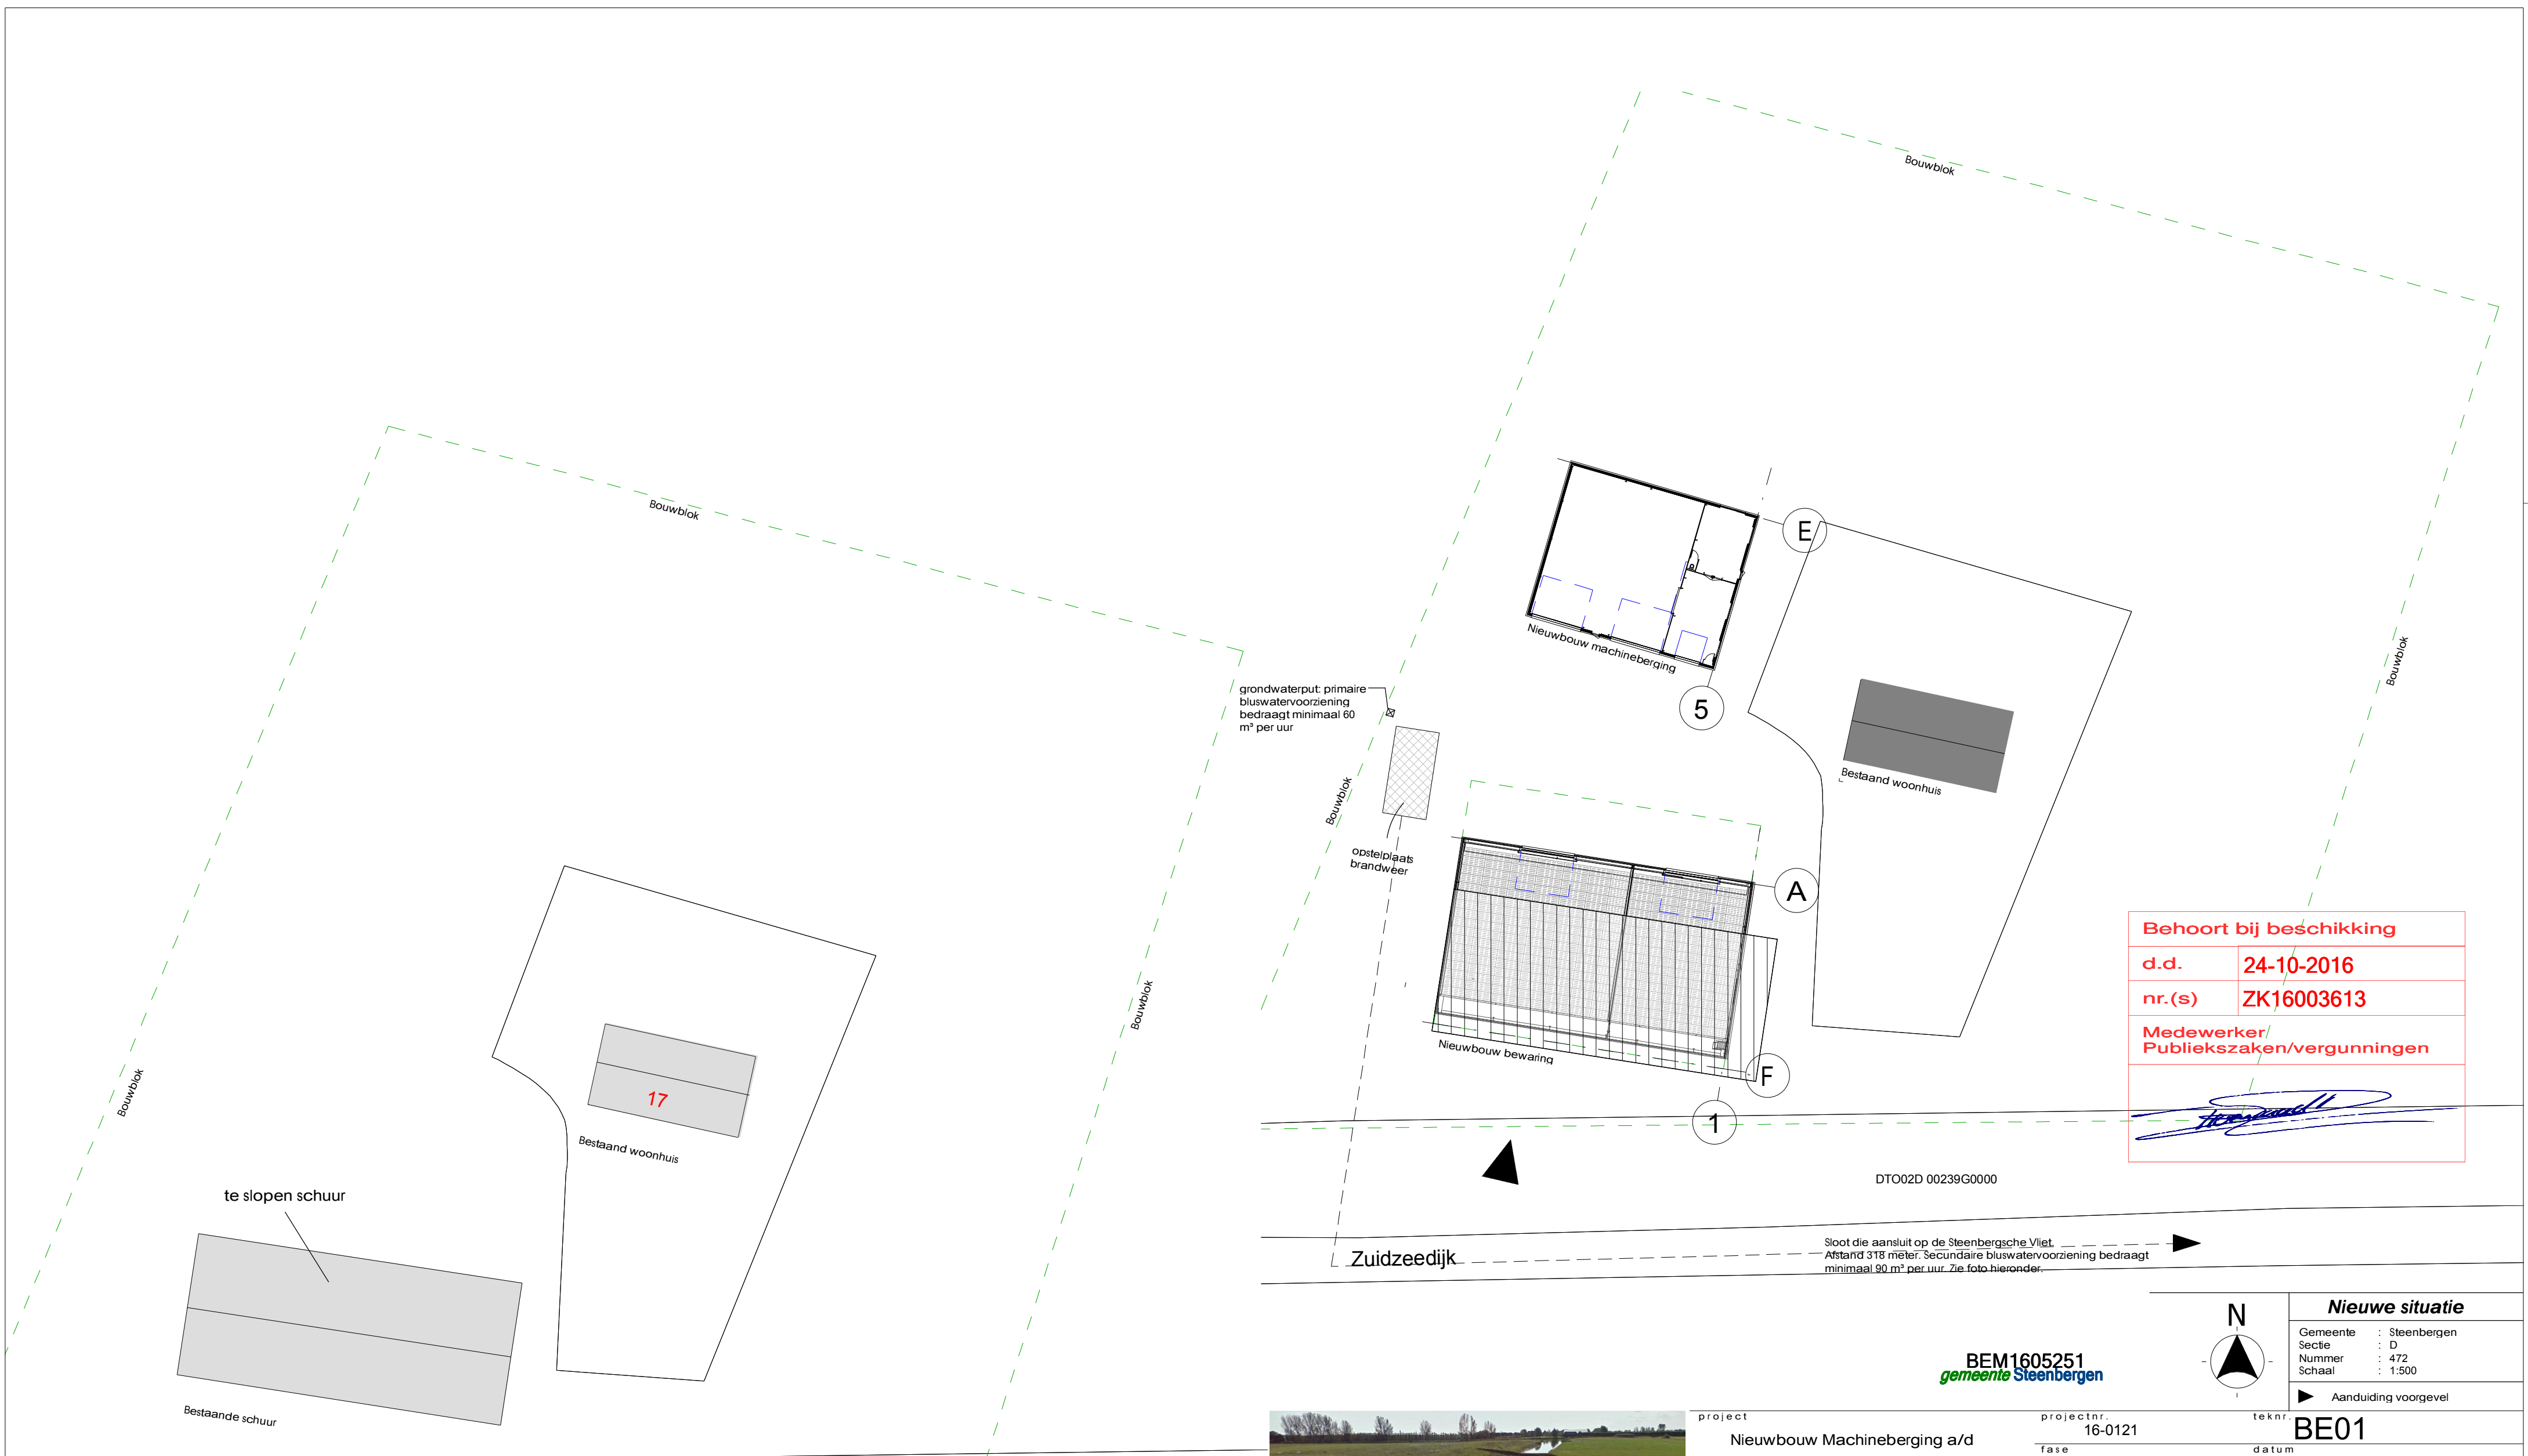 Bouwblok
Bouwblok
Bouwblok
17
Bestaand woonhuis
te slopen schuur
Bestaande schuur
Bouwblok
Bouwblok
Bouwblok
E
Nieuwbouw machineberging
5
grondwaterput: primaire
bluswatervoorziening
bedraagt minimaal 60
m³ per uur
opstelplaats
brandweer
Bestaand woonhuis
A
Nieuwbouw bewaring
F
1
Behoort bij beschikking
d.d. 24-10-2016
nr.(s) ZK16003613
Medewerker
Publiekszaken/vergunningen
DTO02D 00239G0000
Zuidzeedijk
Sloot die aansluit op de Steenbergsche Vliet.
Afstand 318 meter. Secundaire bluswatervoorziening bedraagt
minimaal 90 m³ per uur. Zie foto hieronder.
BEM1605251
gemeente Steenbergen
N
Nieuwe situatie
Gemeente : Steenbergen
Sectie : D
Nummer : 472
Schaal : 1:500
Aanduiding voorgevel
project
Nieuwbouw Machineberging a/d
projectnr.
16-0121
teknr.
BE01
fase
datum